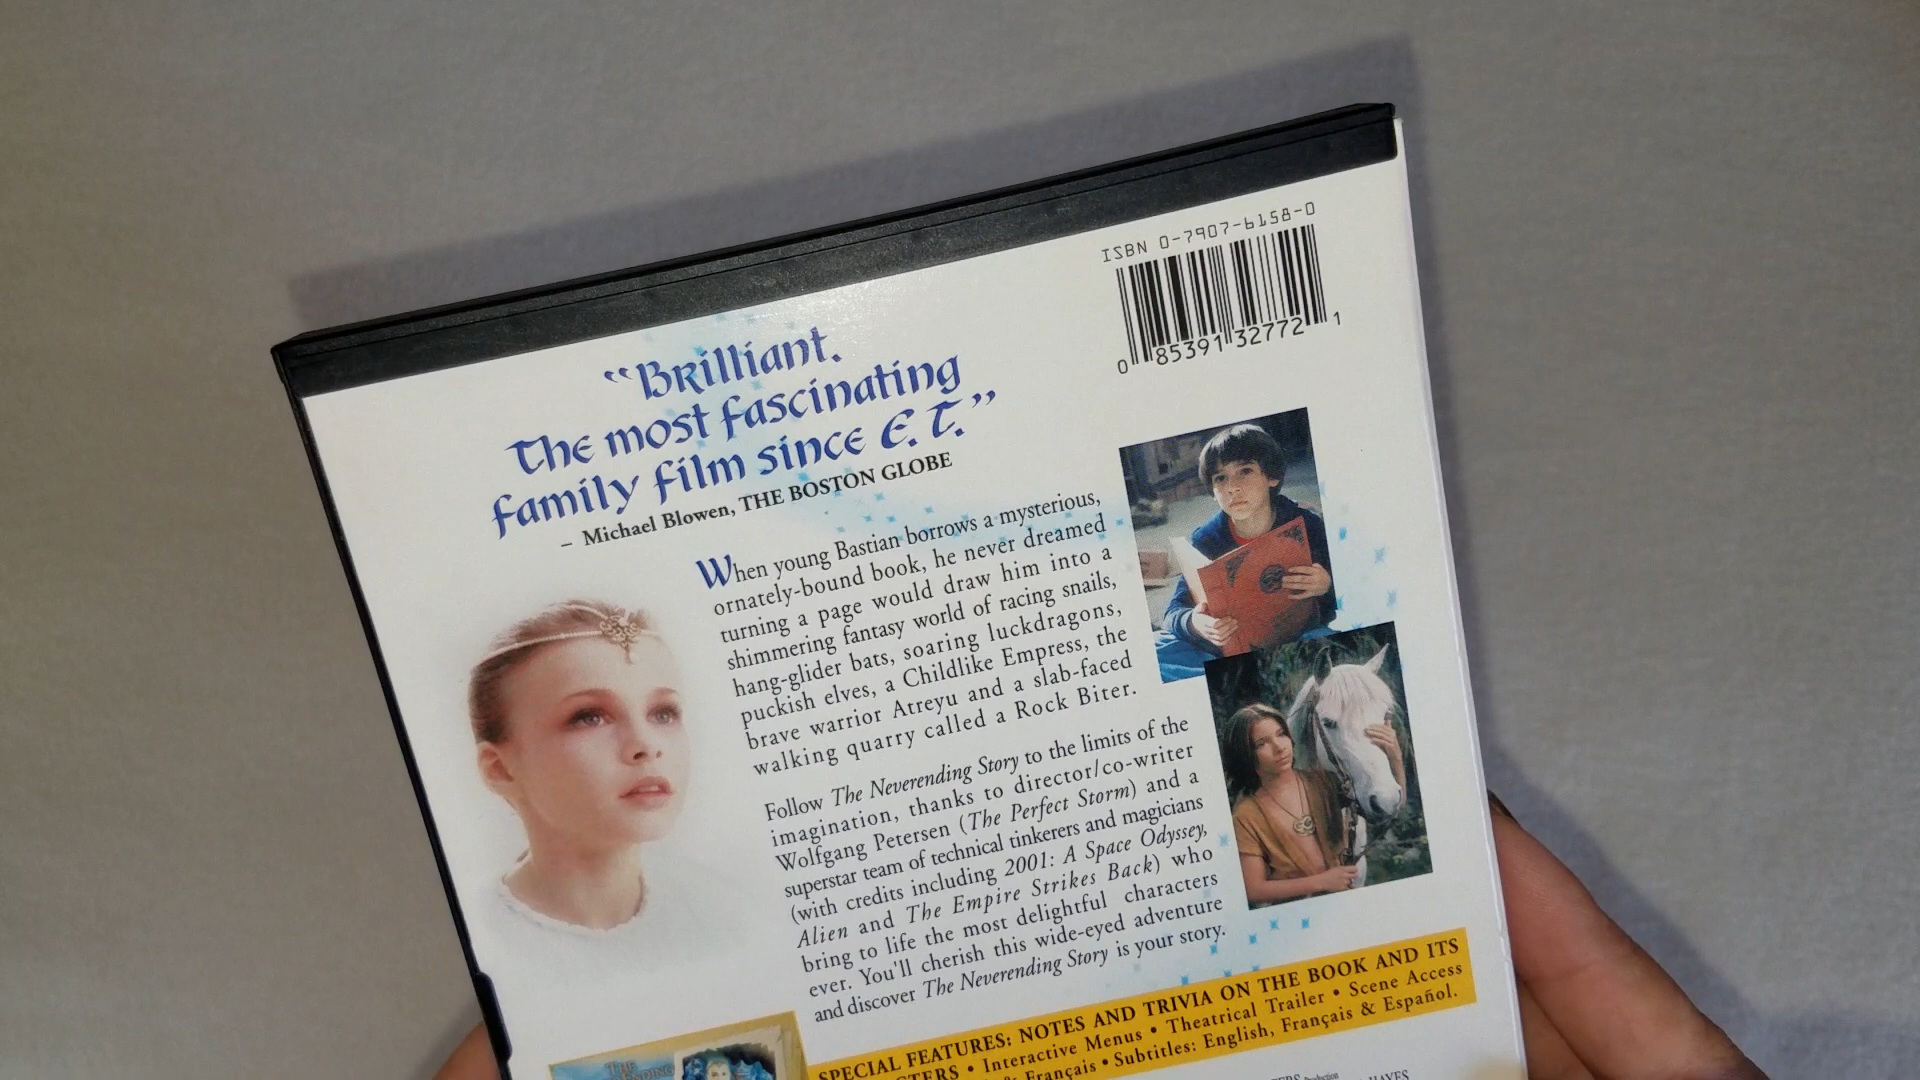 ISBN 0-7907-6158-0
0 85391 32772 1
“Brilliant.
The most fascinating
family film since E.T.”
– Michael Blowen, THE BOSTON GLOBE
When young Bastian borrows a mysterious,
ornately-bound book, he never dreamed
turning a page would draw him into a
shimmering fantasy world of racing snails,
hang-glider bats, soaring luckdragons,
puckish elves, a Childlike Empress, the
brave warrior Atreyu and a slab-faced
walking quarry called a Rock Biter.
Follow The Neverending Story to the limits of the
imagination, thanks to director/co-writer
Wolfgang Petersen (The Perfect Storm) and a
superstar team of technical tinkerers and magicians
(with credits including 2001: A Space Odyssey,
Alien and The Empire Strikes Back) who
bring to life the most delightful characters
ever. You'll cherish this wide-eyed adventure
and discover The Neverending Story is your story.
SPECIAL FEATURES: NOTES AND TRIVIA ON THE BOOK AND ITS
• Interactive Menus • Theatrical Trailer • Scene Access
& Français • Subtitles: English, Français & Español.
THE
Production
HAYES